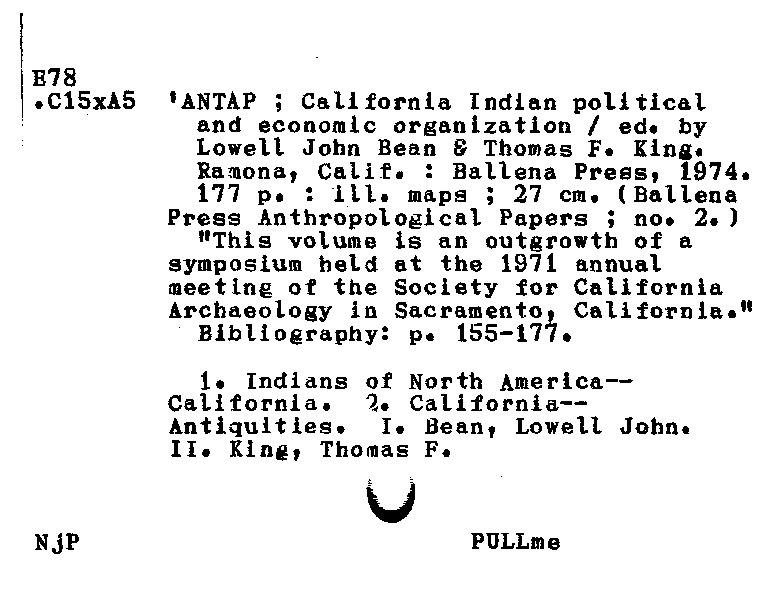 E78
.C15xA5 'ANTAP ; California Indian political
and economic organization / ed. by
Lowell John Bean & Thomas F. King.
Ramona, Calif. : Ballena Press, 1974.
177 p. : ill. maps ; 27 cm. (Ballena
Press Anthropological Papers ; no. 2.)
"This volume is an outgrowth of a
symposium held at the 1971 annual
meeting of the Society for California
Archaeology in Sacramento, California."
Bibliography: p. 155-177.
1. Indians of North America--
California. 2. California--
Antiquities. I. Bean, Lowell John.
II. King, Thomas F.
NjP PULLme